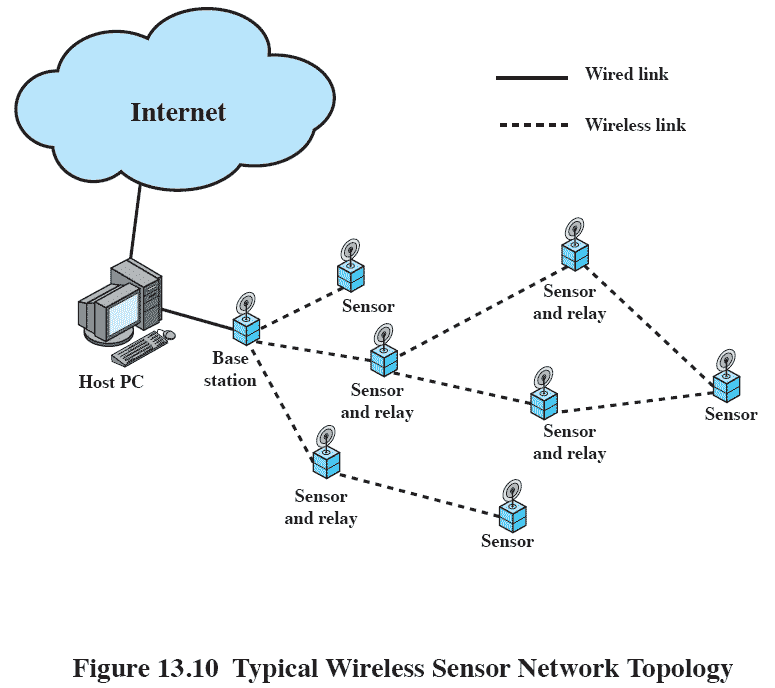 Internet
Wired link
Wireless link
Sensor
Sensor
and relay
Host PC
Base
station
Sensor
and relay
Sensor
Sensor
and relay
Sensor
and relay
Sensor
Figure 13.10 Typical Wireless Sensor Network Topology